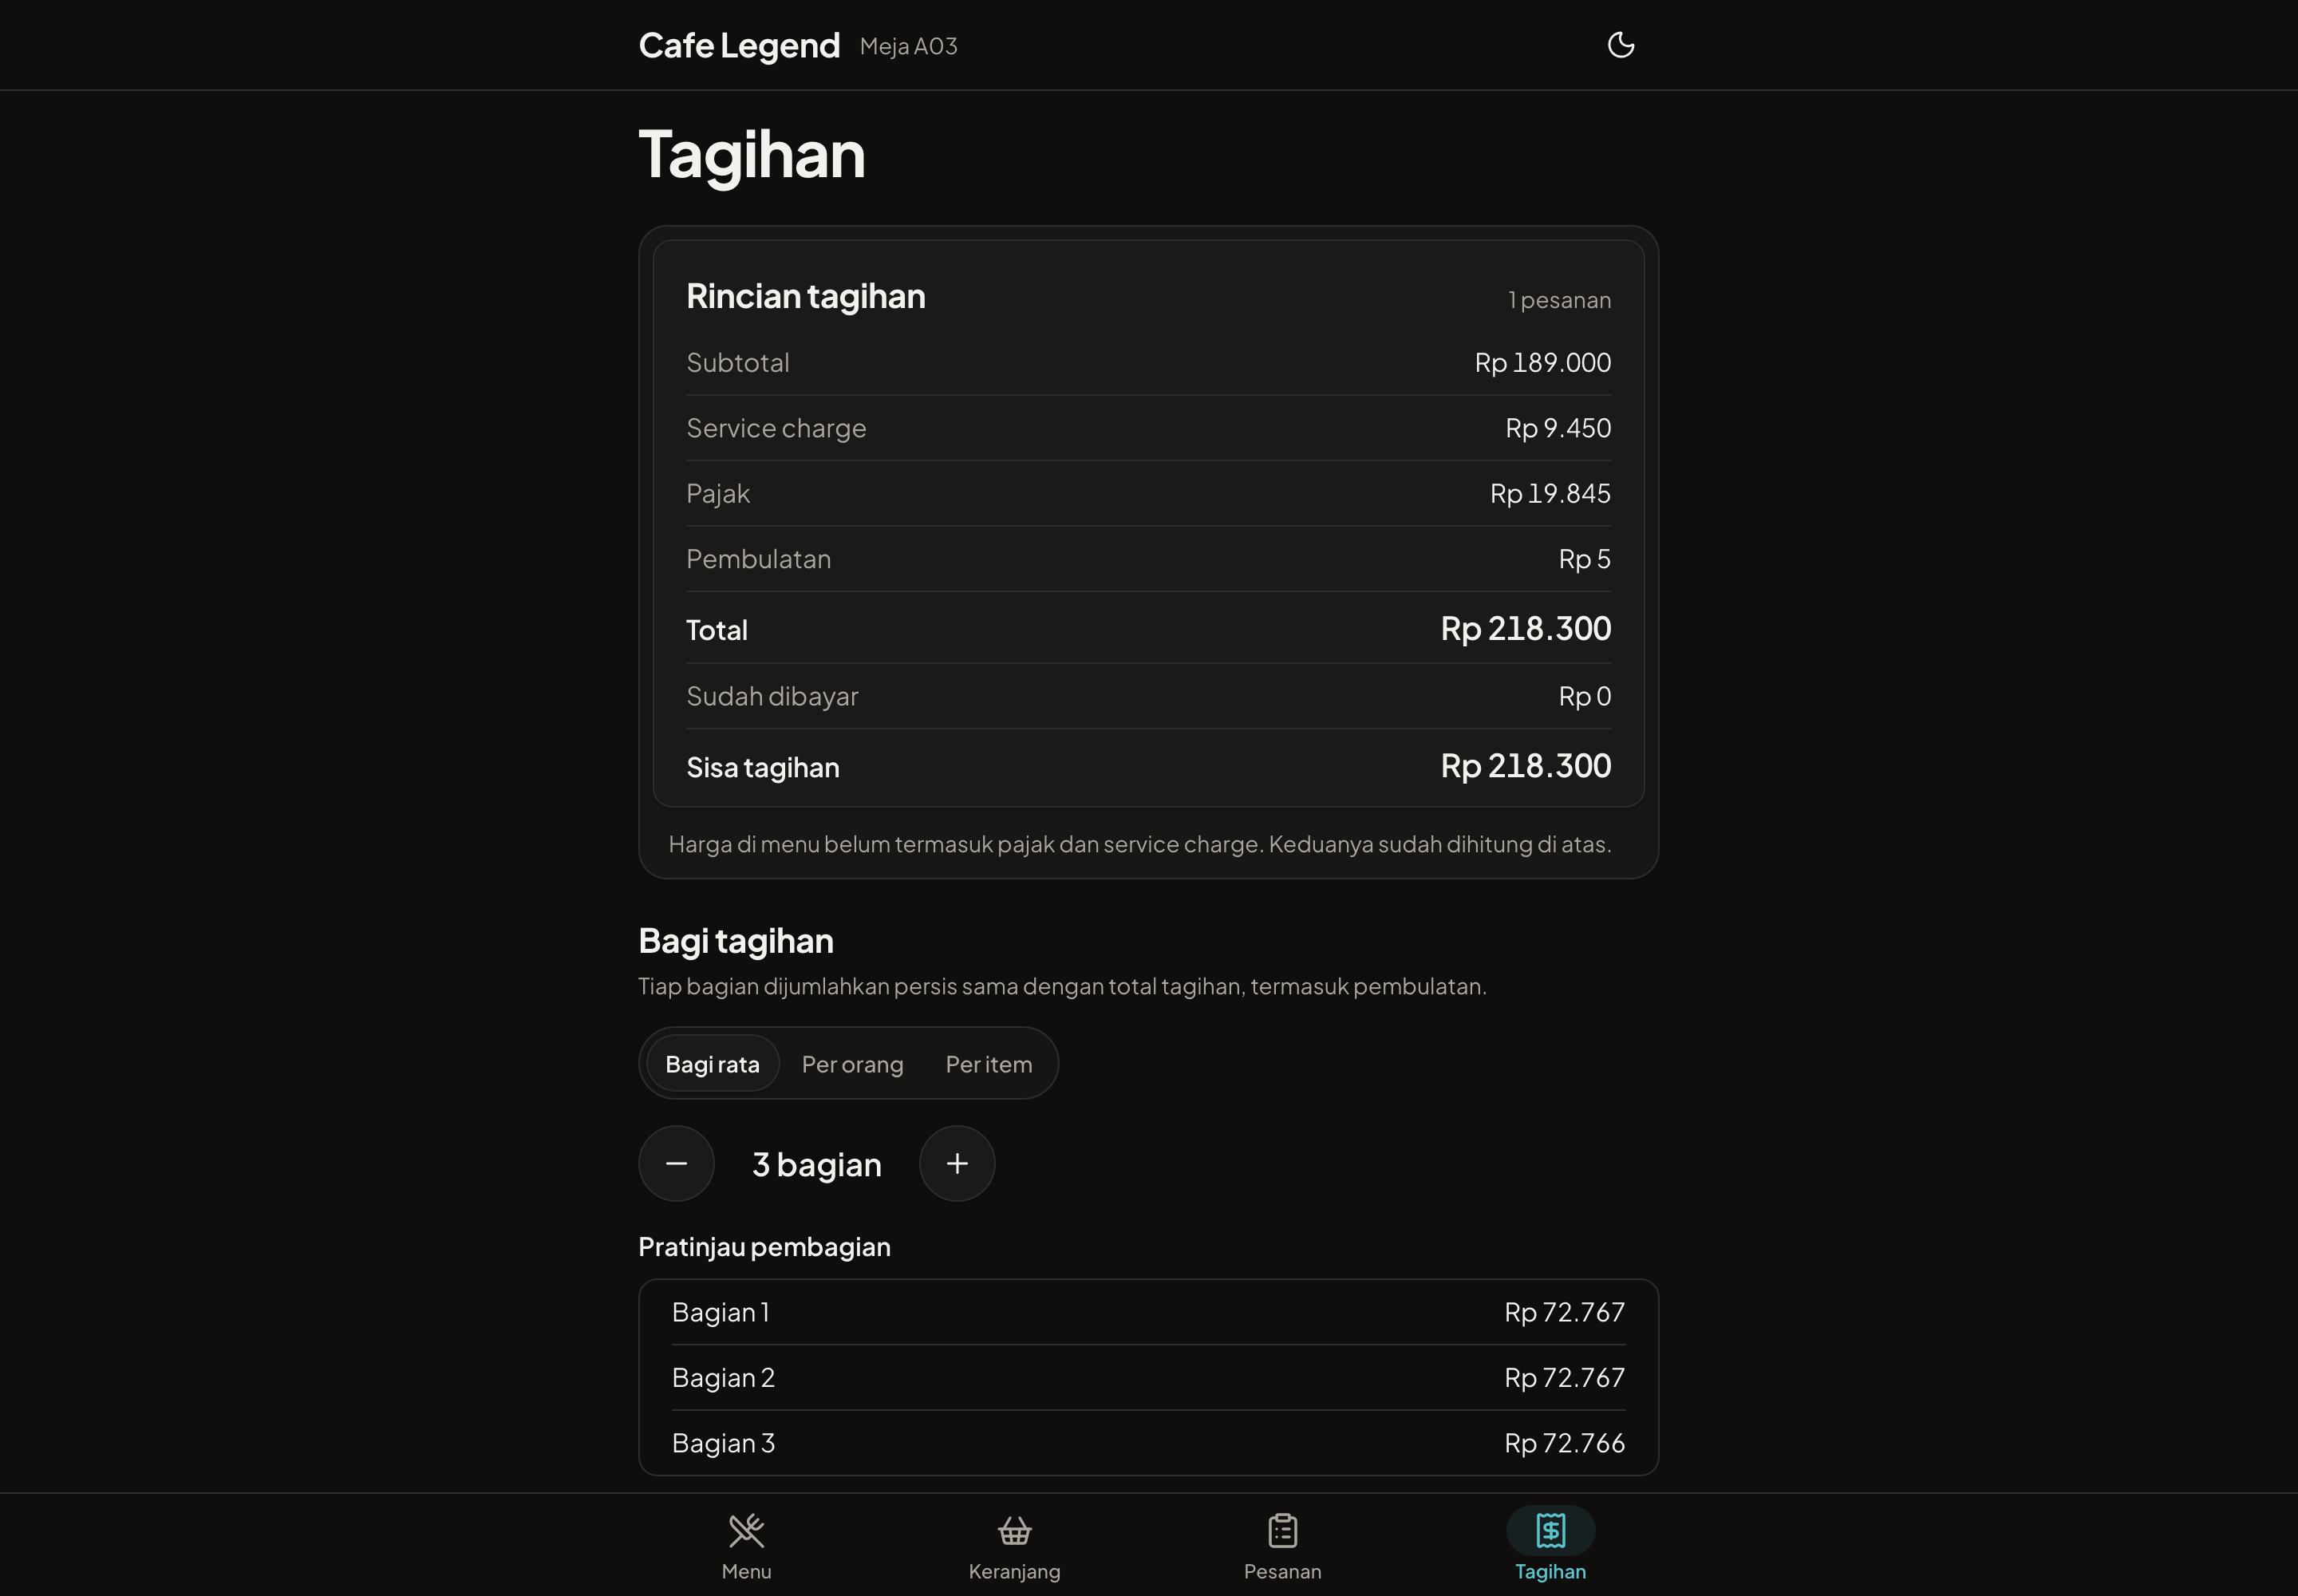 Cafe Legend Meja A03
Tagihan
Rincian tagihan 1 pesanan
Subtotal Rp 189.000
Service charge Rp 9.450
Pajak Rp 19.845
Pembulatan Rp 5
Total Rp 218.300
Sudah dibayar Rp 0
Sisa tagihan Rp 218.300
Harga di menu belum termasuk pajak dan service charge. Keduanya sudah dihitung di atas.
Bagi tagihan
Tiap bagian dijumlahkan persis sama dengan total tagihan, termasuk pembulatan.
Bagi rata Per orang Per item
3 bagian
Pratinjau pembagian
Bagian 1 Rp 72.767
Bagian 2 Rp 72.767
Bagian 3 Rp 72.766
Menu Keranjang Pesanan Tagihan